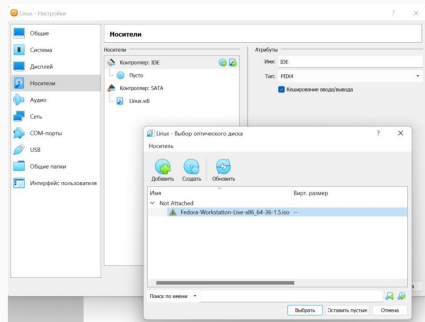 Linux - Настройки
Общие
Система
Дисплей
Носители
Аудио
Сеть
COM-порты
USB
Общие папки
Интерфейс пользователя
Носители
Носители
Контроллер: IDE
Пусто
Контроллер: SATA
Linux.vdi
Атрибуты
Имя: IDE
Тип: PIIX4
Кеширование ввода/вывода
Linux - Выбор оптического диска
Носитель
Добавить Создать Обновить
Имя Вирт. размер
Not Attached
Fedora-Workstation-Live-x86_64-36-1.5.iso --
Поиск по имени
Выбрать Оставить пустым Отмена